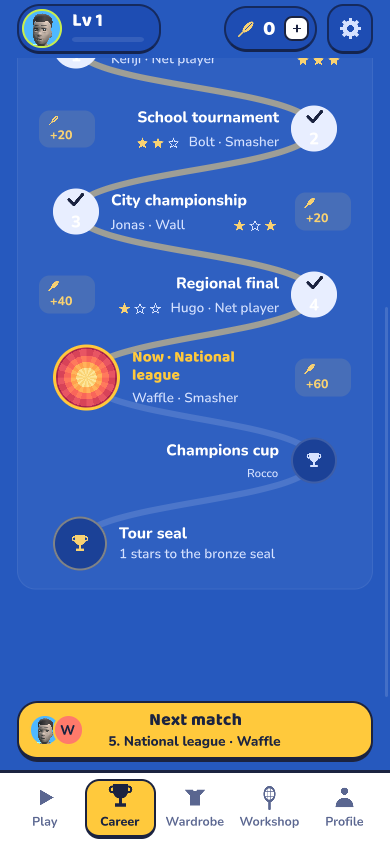 Lv 1
0
+
Kenji · Net player
School tournament
+20
Bolt · Smasher
2
City championship
3
Jonas · Wall
+20
Regional final
+40
Hugo · Net player
4
Now · National
league
+60
Waffle · Smasher
Champions cup
Rocco
Tour seal
1 stars to the bronze seal
W
Next match
5. National league · Waffle
Play
Career
Wardrobe
Workshop
Profile